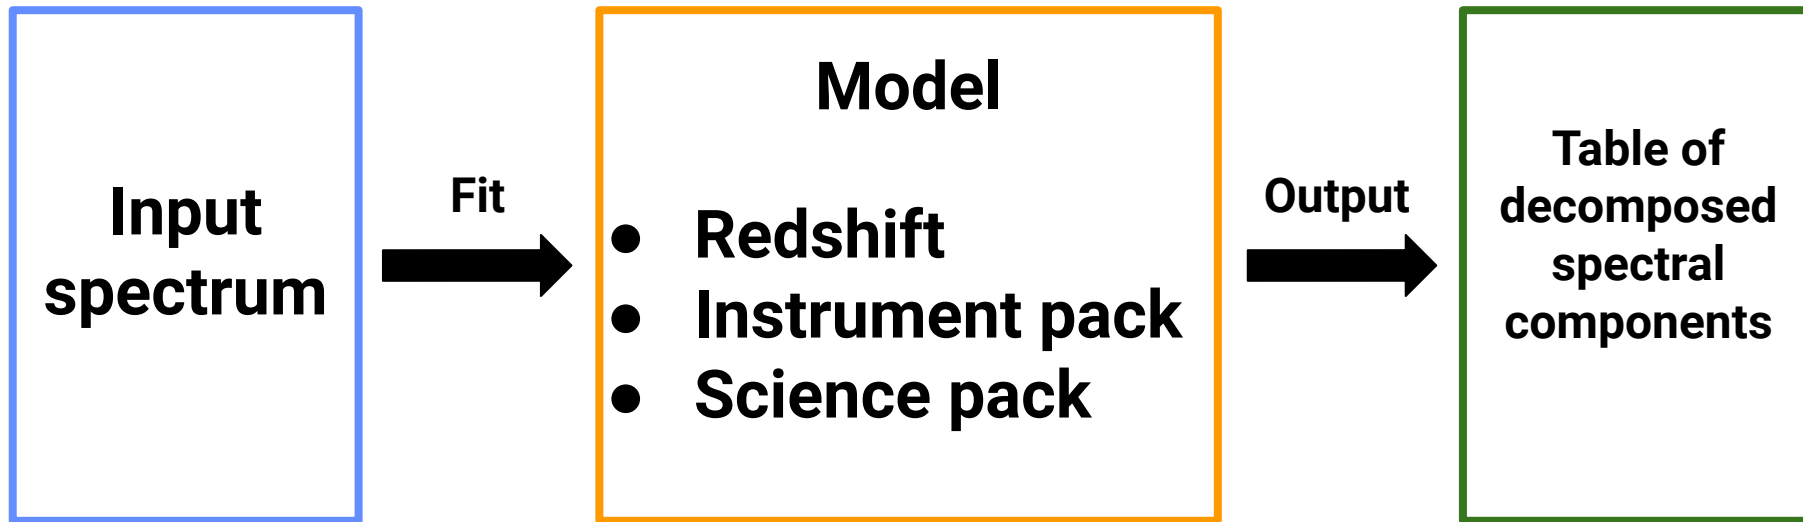 Input
spectrum
Fit
Model
● Redshift
● Instrument pack
● Science pack
Output
Table of
decomposed
spectral
components